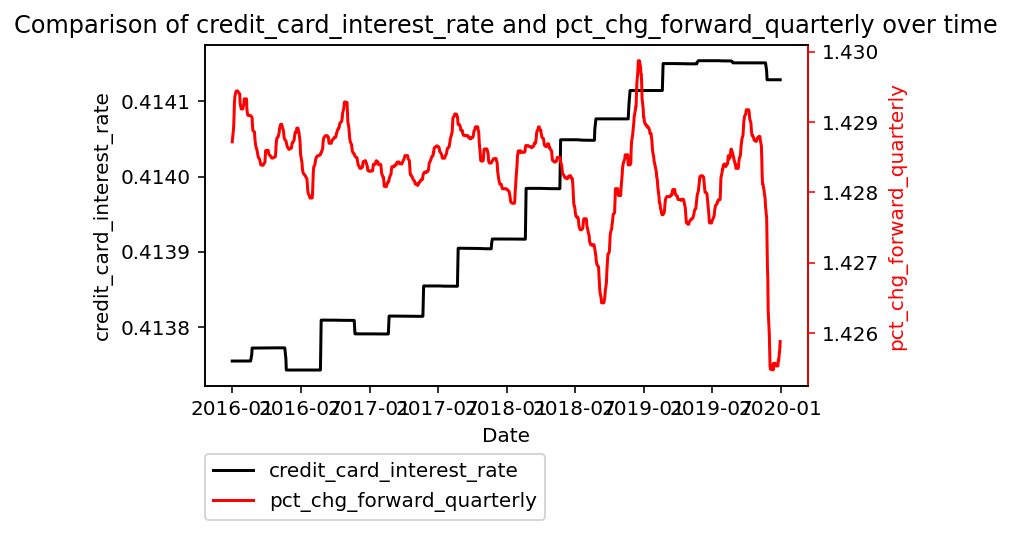 Comparison of credit_card_interest_rate and pct_chg_forward_quarterly over time
credit_card_interest_rate
0.4141
0.4140
0.4139
0.4138
1.430
1.429
1.428
1.427
1.426
pct_chg_forward_quarterly
2016-01 2016-07 2017-01 2017-07 2018-01 2018-07 2019-01 2019-07 2020-01
Date
credit_card_interest_rate
pct_chg_forward_quarterly